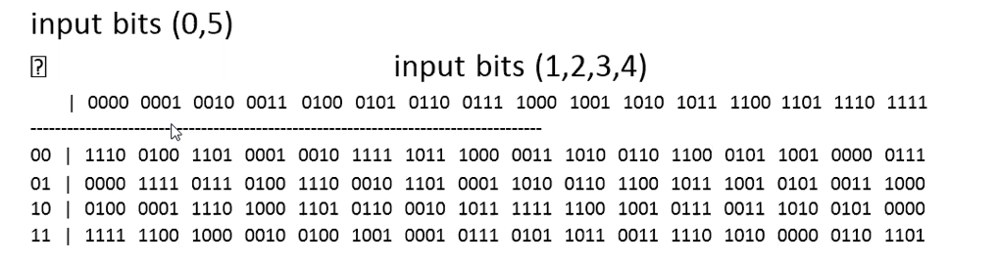 input bits (0,5)
input bits (1,2,3,4)
| 0000 0001 0010 0011 0100 0101 0110 0111 1000 1001 1010 1011 1100 1101 1110 1111
-----------------------------------------------------------------------------------
00 | 1110 0100 1101 0001 0010 1111 1011 1000 0011 1010 0110 1100 0101 1001 0000 0111
01 | 0000 1111 0111 0100 1110 0010 1101 0001 1010 0110 1100 1011 1001 0101 0011 1000
10 | 0100 0001 1110 1000 1101 0110 0010 1011 1111 1100 1001 0111 0011 1010 0101 0000
11 | 1111 1100 1000 0010 0100 1001 0001 0111 0101 1011 0011 1110 1010 0000 0110 1101